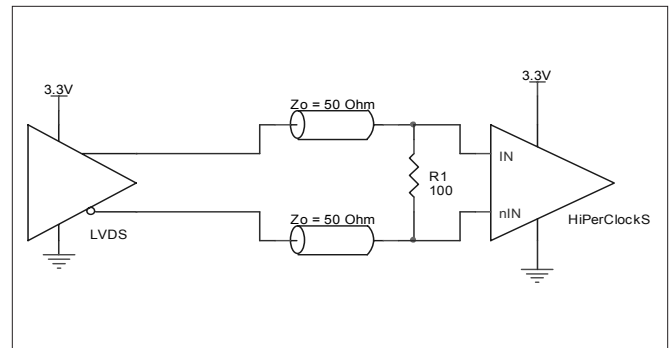 3.3V
3.3V
Zo = 50 Ohm
IN
R1
100
Zo = 50 Ohm
nIN
LVDS
HiPerClockS